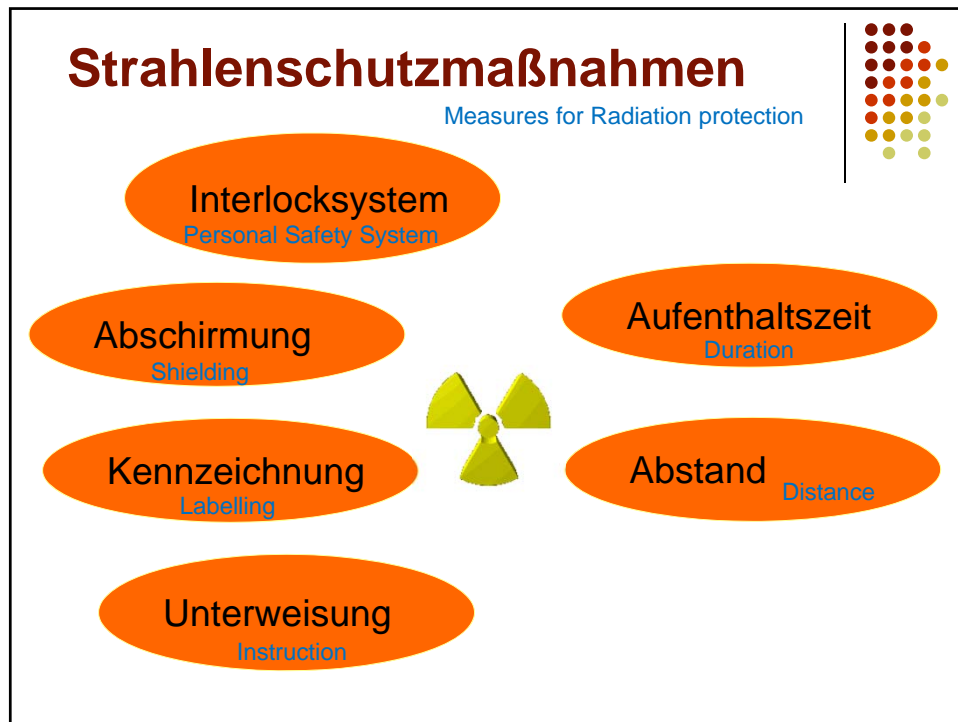 Strahlenschutzmaßnahmen
Measures for Radiation protection
Interlocksystem
Personal Safety System
Abschirmung
Shielding
Kennzeichnung
Labelling
Unterweisung
Instruction
Aufenthaltszeit
Duration
Abstand
Distance